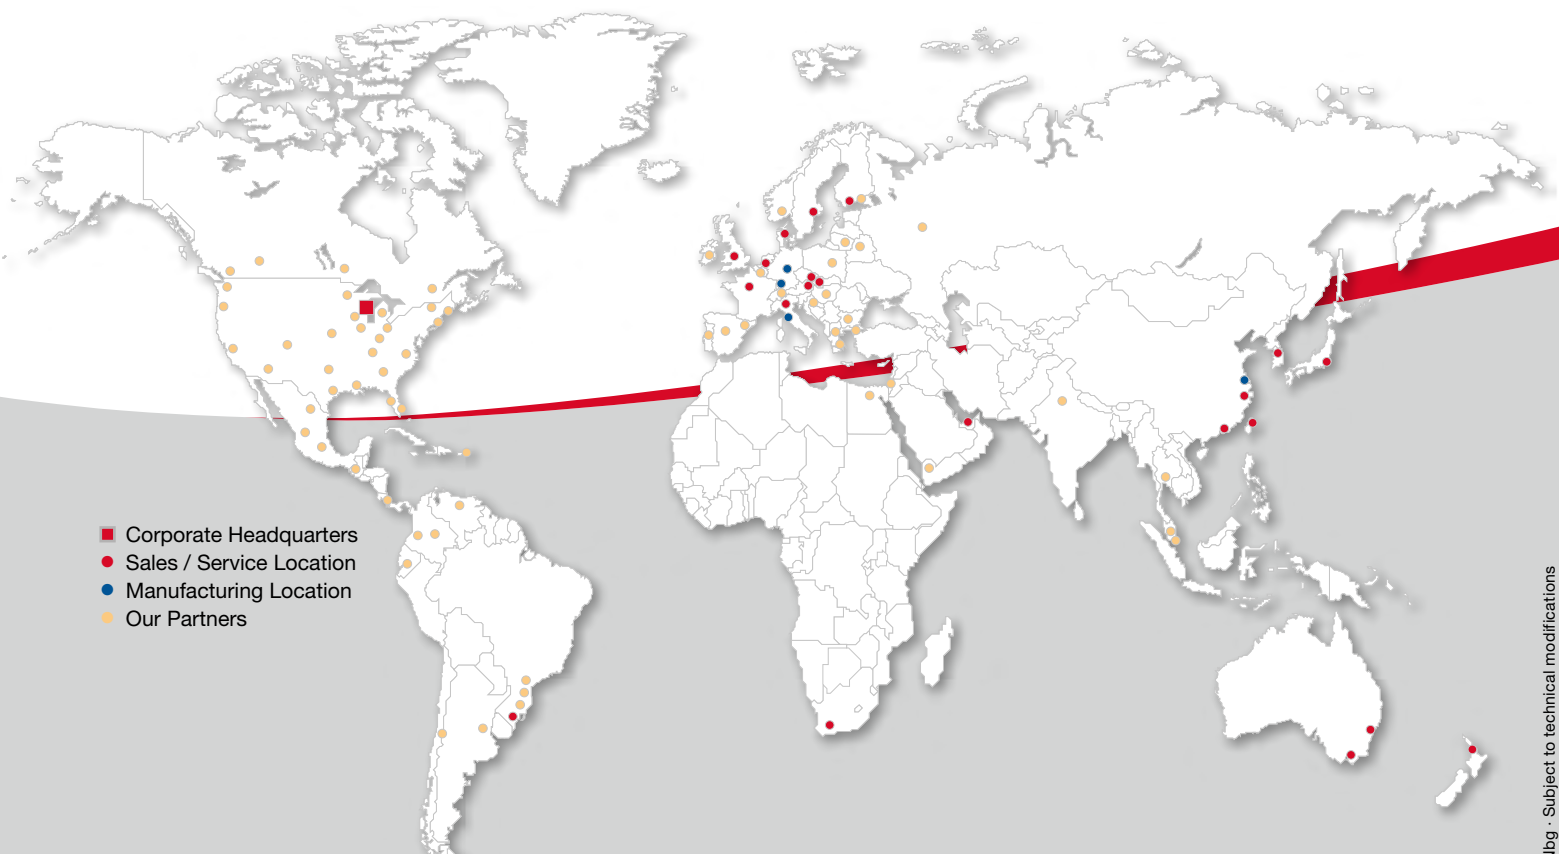 Corporate Headquarters
Sales / Service Location
Manufacturing Location
Our Partners
· Subject to technical modifications